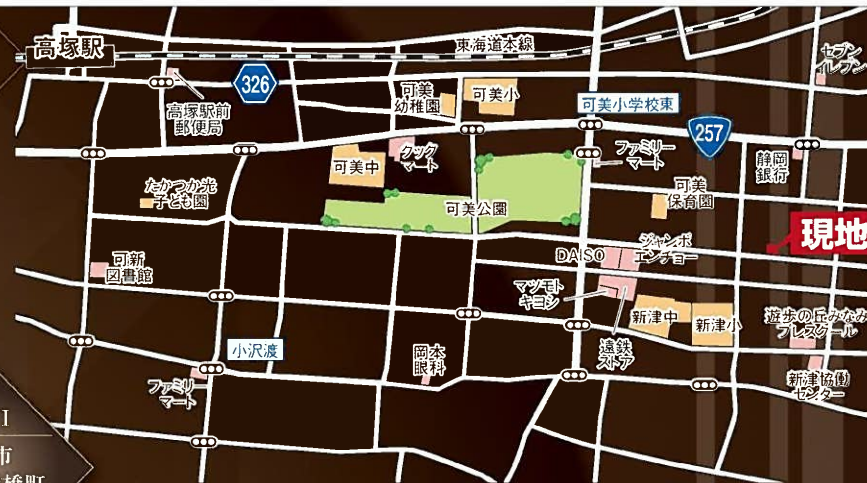 高塚駅
東海道本線
セブン
イレブン
326
高塚駅前
郵便局
可美
幼稚園
可美小
可美小学校東
257
クック
マート
可美中
ファミリー
マート
静岡
銀行
たかつか光
子ども園
可美公園
可美
保育園
現地
可新
図書館
DAISO
ジャンボ
エンチョー
マツモト
キヨシ
新津中
新津小
遊歩の丘みなみ
プレスクール
小沢渡
岡本
眼科
遠鉄
ストア
ファミリ
マート
新津協働
センター
I
市
橋町